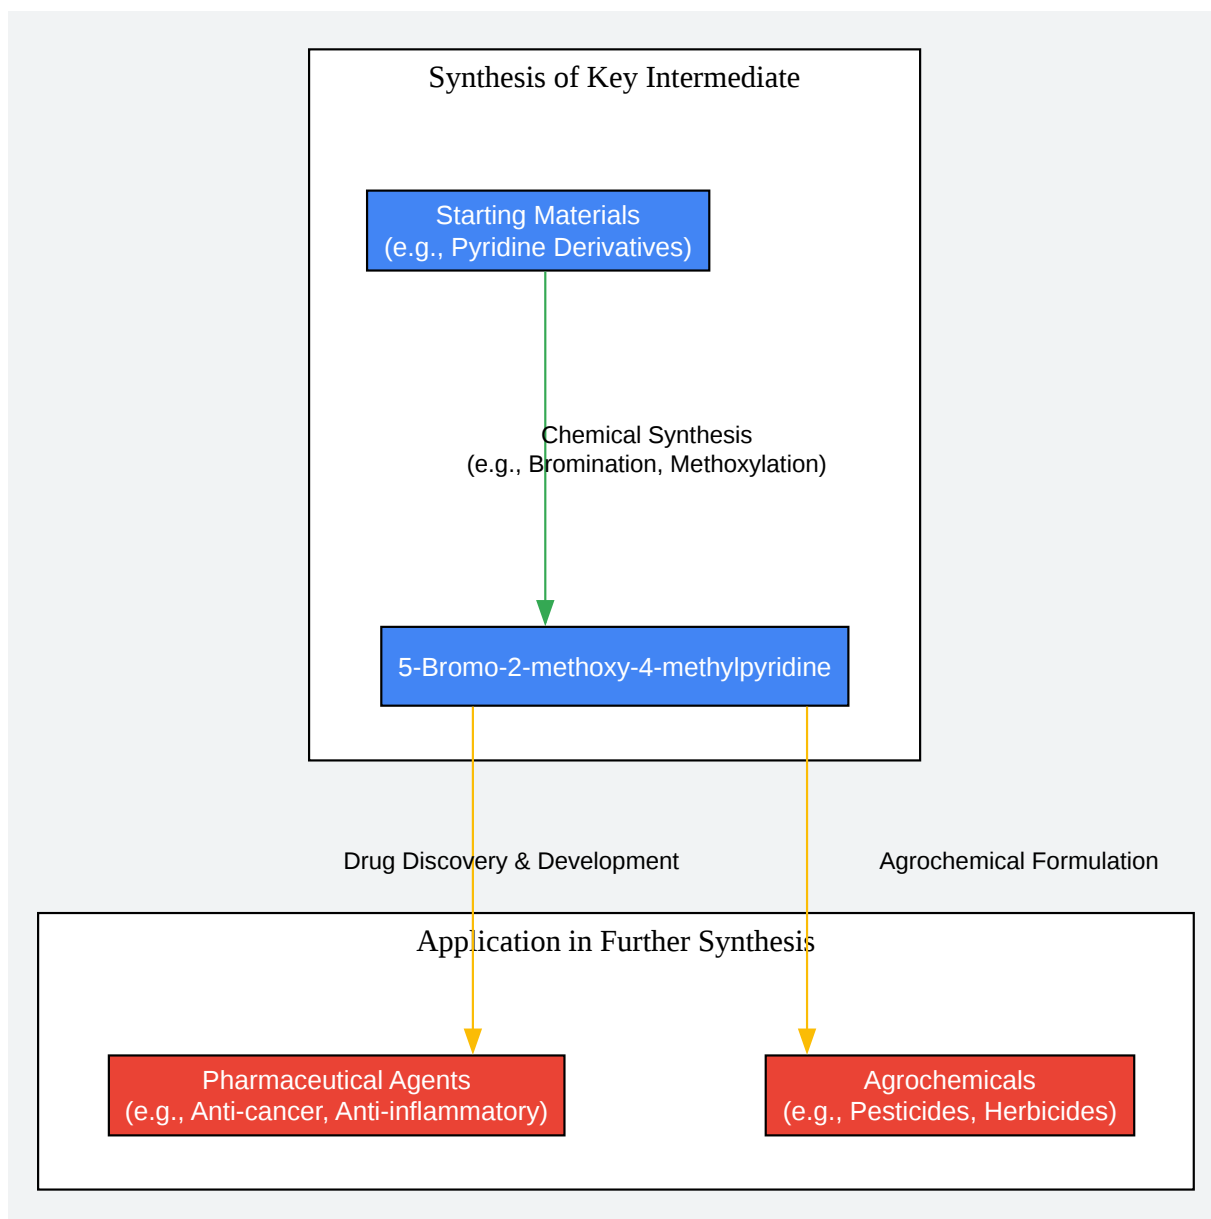 Synthesis of Key Intermediate
Starting Materials
(e.g., Pyridine Derivatives)
Chemical Synthesis
(e.g., Bromination, Methoxylation)
5-Bromo-2-methoxy-4-methylpyridine
Drug Discovery & Development
Agrochemical Formulation
Application in Further Synthesis
Pharmaceutical Agents
(e.g., Anti-cancer, Anti-inflammatory)
Agrochemicals
(e.g., Pesticides, Herbicides)